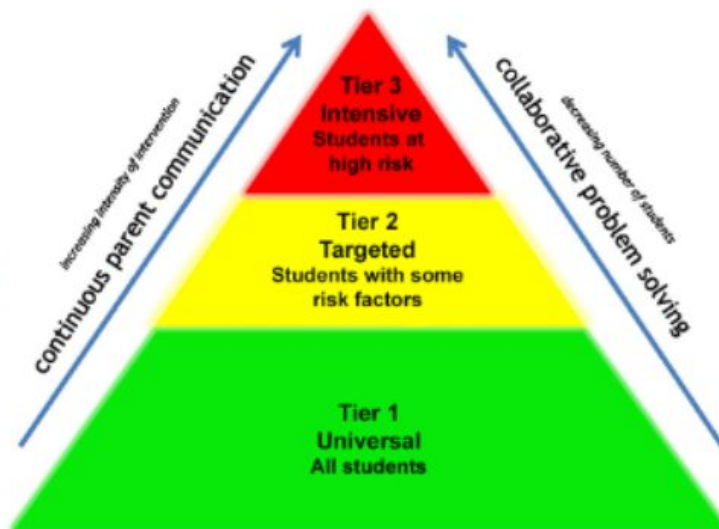 Tier 3
Intensive
Students at
high risk
Tier 2
Targeted
Students with some
risk factors
Tier 1
Universal
All students
increasing intensity of intervention
continuous parent communication
decreasing number of students
collaborative problem solving